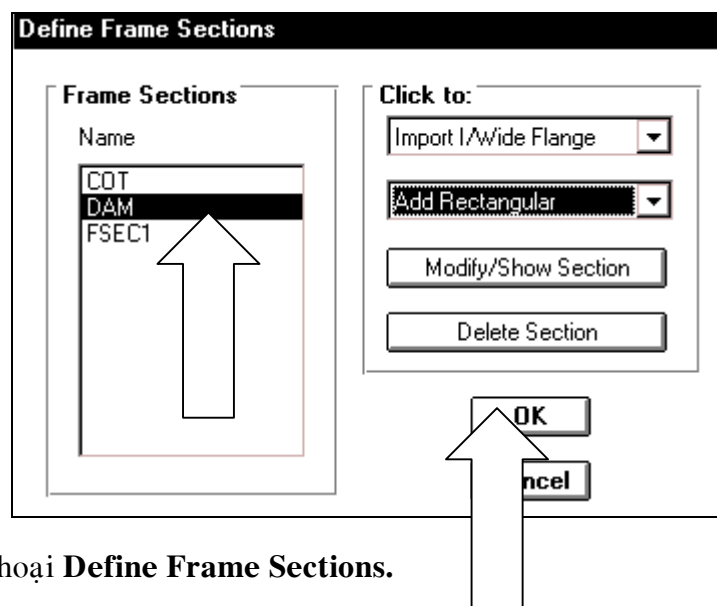 Define Frame Sections
Frame Sections
Name
COT
DAM
FSEC1
Click to:
Import I/Wide Flange
Add Rectangular
Modify/Show Section
Delete Section
OK
ncel
hoại Define Frame Sections.